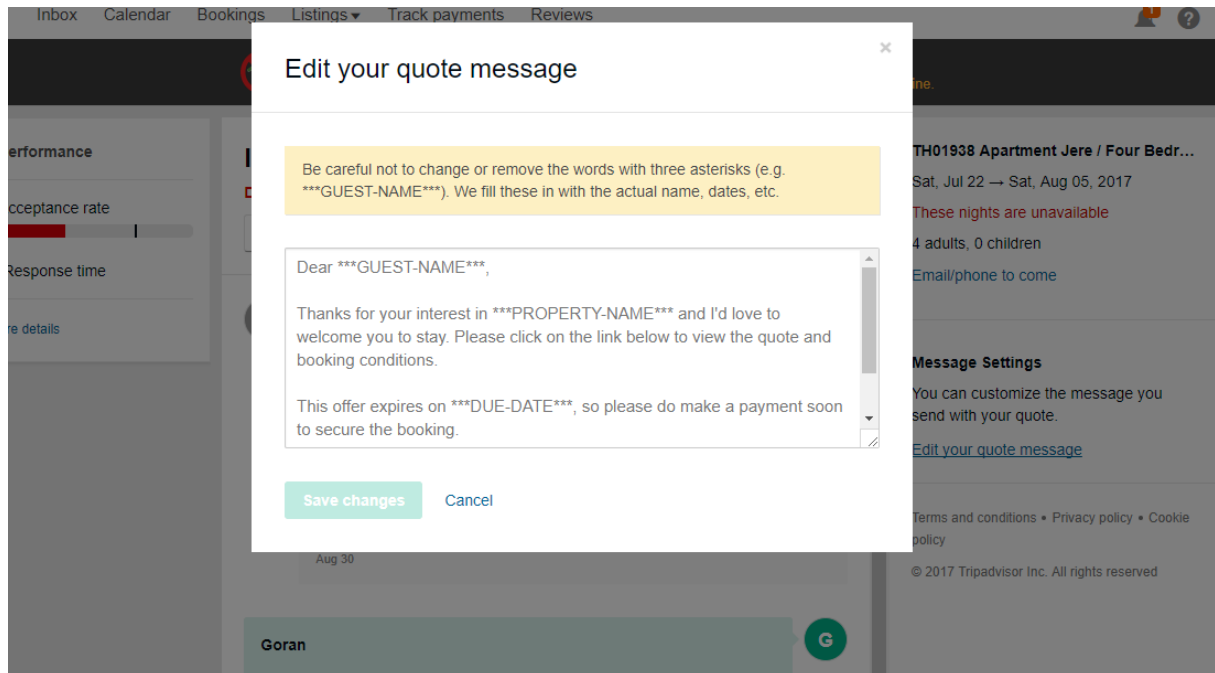 Inbox Calendar Bookings Listings Track payments Reviews
Edit your quote message
ine.
erformance
cceptance rate
Response time
re details
Be careful not to change or remove the words with three asterisks (e.g.
***GUEST-NAME***). We fill these in with the actual name, dates, etc.
Dear ***GUEST-NAME***,
Thanks for your interest in ***PROPERTY-NAME*** and I'd love to
welcome you to stay. Please click on the link below to view the quote and
booking conditions.
This offer expires on ***DUE-DATE***, so please do make a payment soon
to secure the booking.
Save changes Cancel
TH01938 Apartment Jere / Four Bedr...
Sat, Jul 22 → Sat, Aug 05, 2017
These nights are unavailable
4 adults, 0 children
Email/phone to come
Message Settings
You can customize the message you
send with your quote.
Edit your quote message
Terms and conditions • Privacy policy • Cookie
policy
© 2017 Tripadvisor Inc. All rights reserved
Aug 30
Goran
G